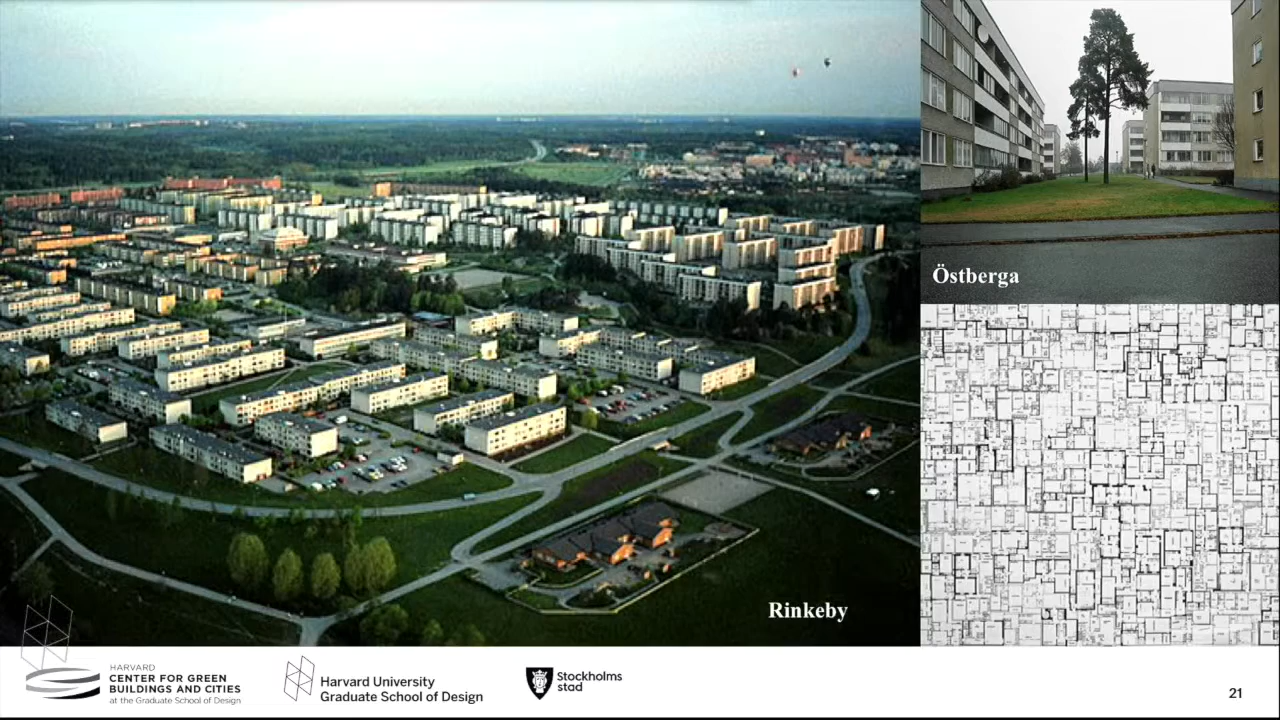 Östberga
Rinkeby
HARVARD
CENTER FOR GREEN
BUILDINGS AND CITIES
at the Graduate School of Design
Harvard University
Graduate School of Design
Stockholms
stad
21